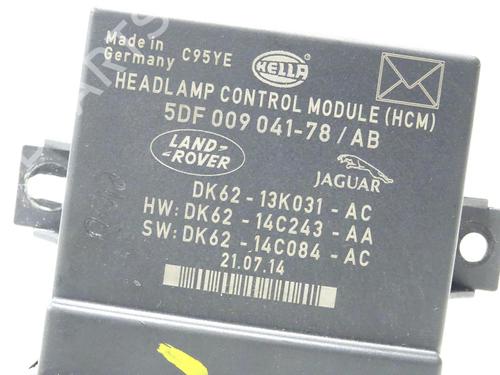 Made in
Germany
C95YE
HELLA
HEADLAMP CONTROL MODULE (HCM)
5DF 009 041-78 / AB
LAND-
ROVER
JAGUAR
DK62 - 13K031 - AC
HW: DK62 - 14C243 - AA
SW: DK62 - 14C084 - AC
21.07.14